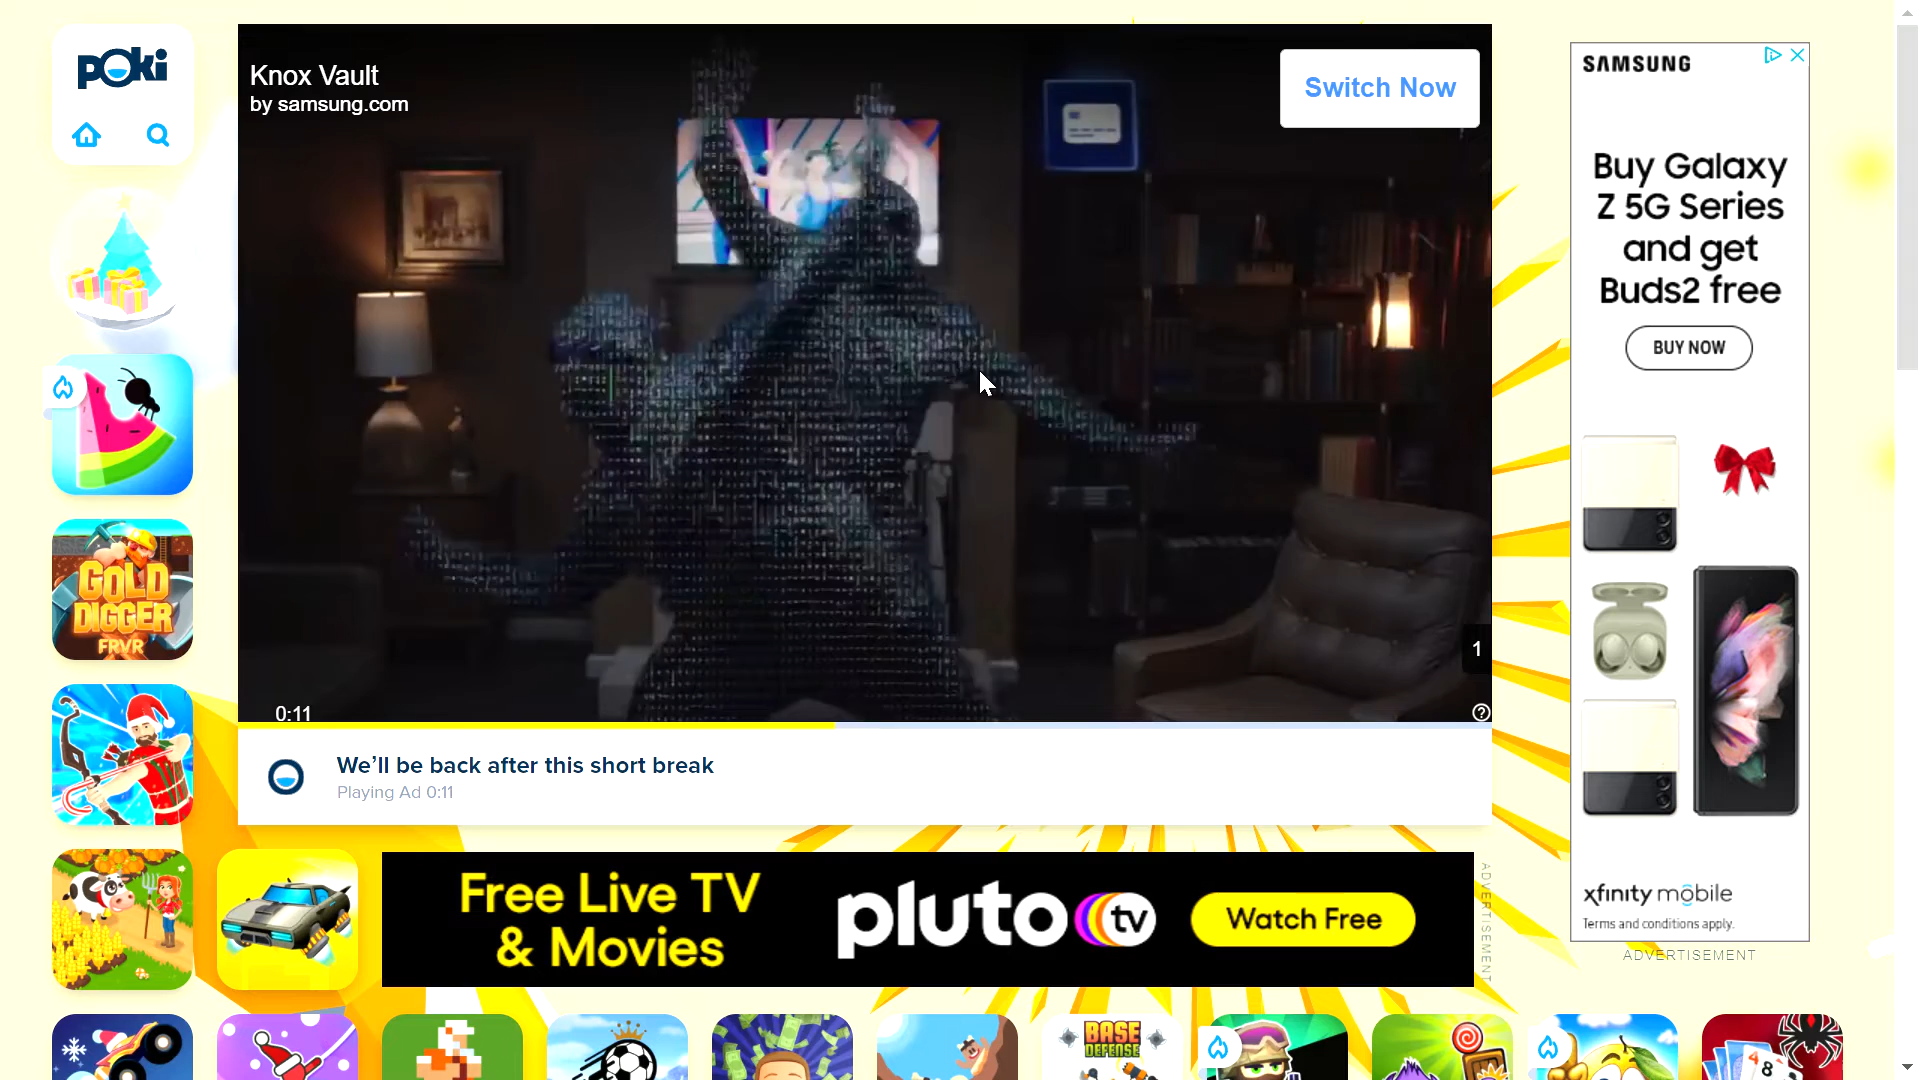 poki
Knox Vault
by samsung.com
Switch Now
1
0:11
We’ll be back after this short break
Playing Ad 0:11
SAMSUNG
Buy Galaxy
Z 5G Series
and get
Buds2 free
BUY NOW
xfinity mobile
Terms and conditions apply.
ADVERTISEMENT
GOLD
DIGGER
FRVR
Free Live TV
& Movies
pluto tv
Watch Free
ADVERTISEMENT
BASE
DEFENSE
4
8